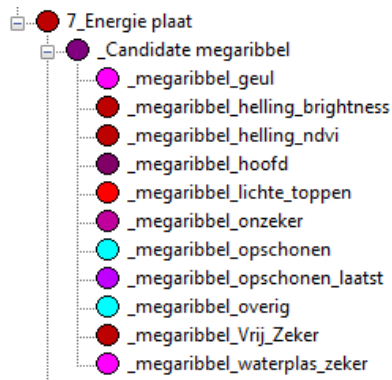 7_Energie plaat
_Candidate megaribbel
_megaribbel_geul
_megaribbel_helling_brightness
_megaribbel_helling_ndvi
_megaribbel_hoofd
_megaribbel_lichte_toppen
_megaribbel_onzeker
_megaribbel_opschonen
_megaribbel_opschonen_laatst
_megaribbel_overig
_megaribbel_Vrij_Zeker
_megaribbel_waterplas_zeker